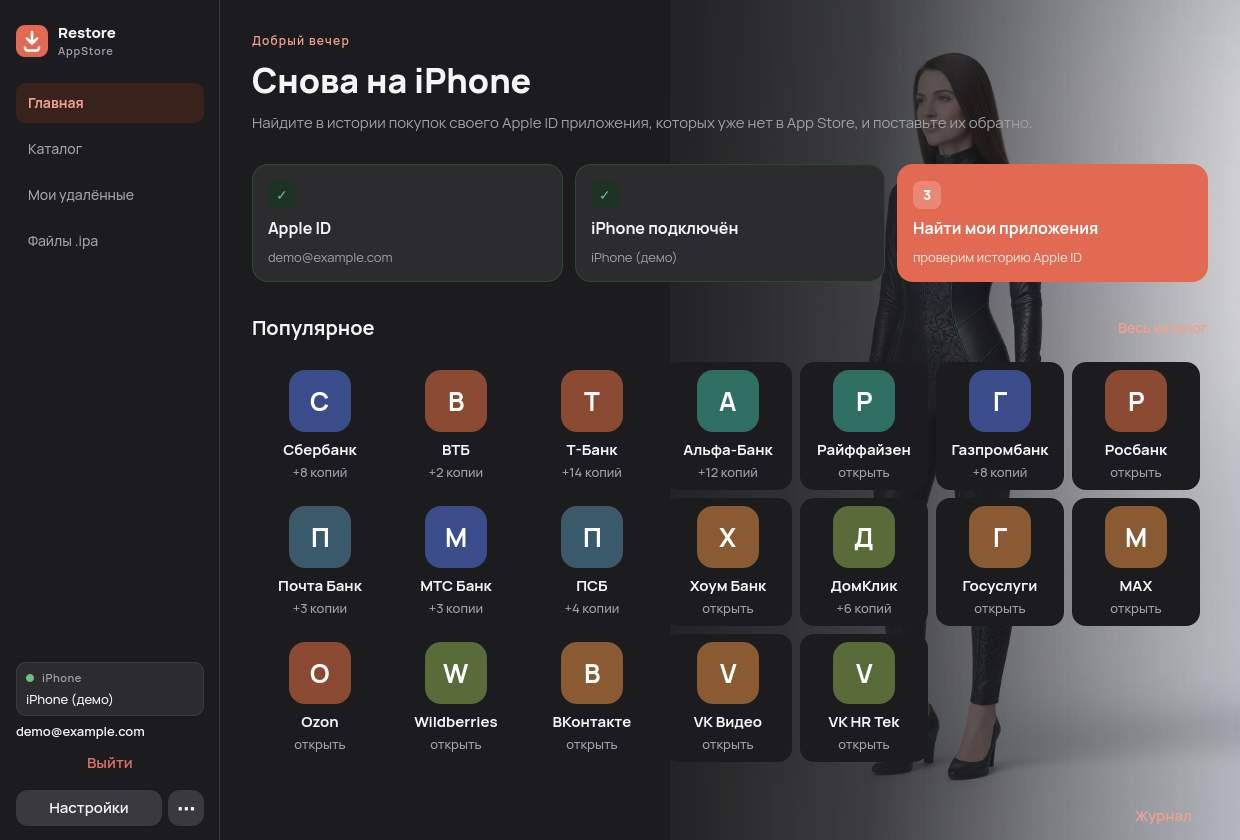 Restore
AppStore
Главная
Каталог
Мои удалённые
Файлы .ipa
iPhone
iPhone (демо)
demo@example.com
Выйти
Настройки
Добрый вечер
Снова на iPhone
Найдите в истории покупок своего Apple ID приложения, которых уже нет в App Store, и поставьте их обратно.
✓
Apple ID
demo@example.com
✓
iPhone подключён
iPhone (демо)
3
Найти мои приложения
проверим историю Apple ID
Популярное
Весь каталог
С
В
Т
А
Р
Г
Р
Сбербанк
ВТБ
Т-Банк
Альфа-Банк
Райффайзен
Газпромбанк
Росбанк
+8 копий
+2 копии
+14 копий
+12 копий
открыть
+8 копий
открыть
П
М
П
Х
Д
Г
M
Почта Банк
МТС Банк
ПСБ
Хоум Банк
ДомКлик
Госуслуги
MAX
+3 копии
+3 копии
+4 копии
открыть
+6 копий
открыть
открыть
O
W
В
V
V
Ozon
Wildberries
ВКонтакте
VK Видео
VK HR Tek
открыть
открыть
открыть
открыть
открыть
Журнал